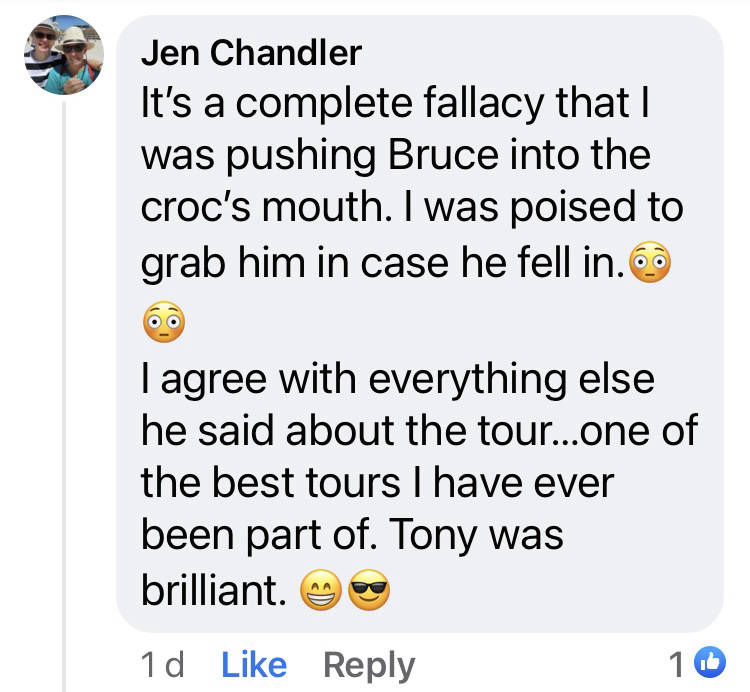 Jen Chandler
It's a complete fallacy that I
was pushing Bruce into the
croc's mouth. I was poised to
grab him in case he fell in.😳
😳
I agree with everything else
he said about the tour...one of
the best tours I have ever
been part of. Tony was
brilliant. 😁😎
1 d Like Reply 1